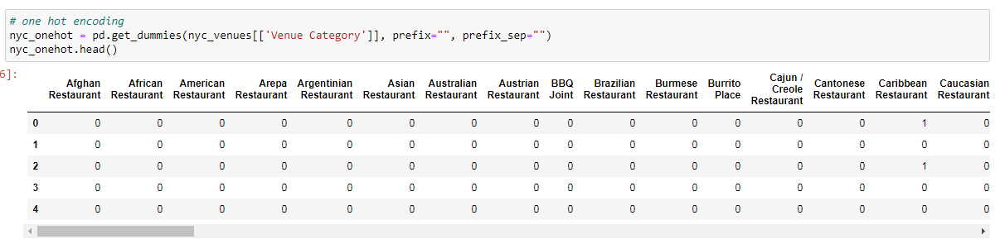 # one hot encoding
nyc_onehot = pd.get_dummies(nyc_venues[['Venue Category']], prefix="", prefix_sep="")
nyc_onehot.head()
6]:
Afghan Restaurant African Restaurant American Restaurant Arepa Restaurant Argentinian Restaurant Asian Restaurant Australian Restaurant Austrian Restaurant BBQ Joint Brazilian Restaurant Burmese Restaurant Burrito Place Cajun / Creole Restaurant Cantonese Restaurant Caribbean Restaurant Caucasian Restaurant
0 0 0 0 0 0 0 0 0 0 0 0 0 0 0 1 0
1 0 0 0 0 0 0 0 0 0 0 0 0 0 0 0 0
2 0 0 0 0 0 0 0 0 0 0 0 0 0 0 1 0
3 0 0 0 0 0 0 0 0 0 0 0 0 0 0 0 0
4 0 0 0 0 0 0 0 0 0 0 0 0 0 0 0 0